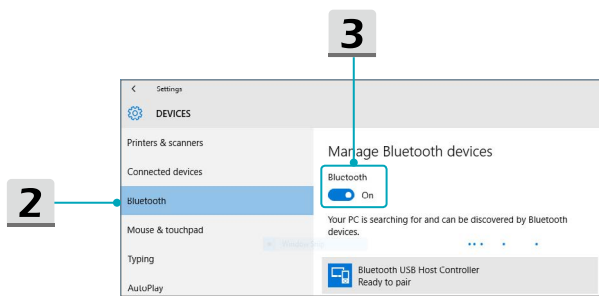 3
Settings
DEVICES
Printers & scanners
Connected devices
2
Bluetooth
Mouse & touchpad
Typing
AutoPlay
Manage Bluetooth devices
Bluetooth
On
Your PC is searching for and can be discovered by Bluetooth
devices.
Bluetooth USB Host Controller
Ready to pair